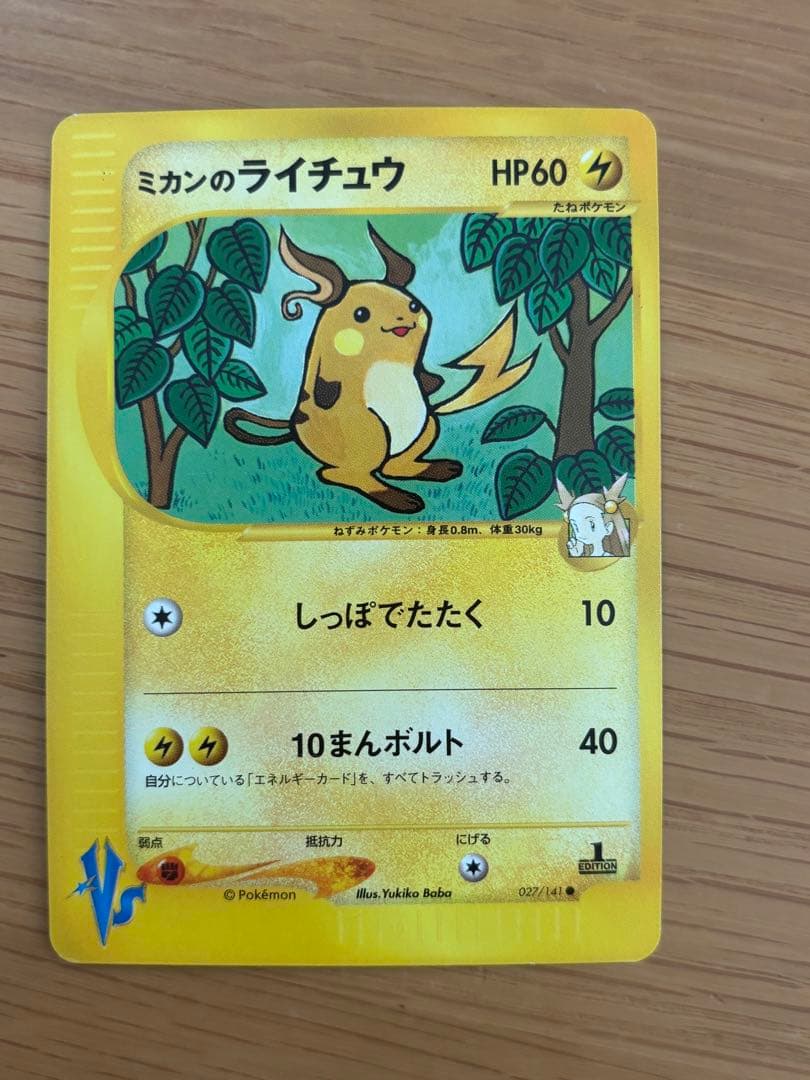 ミカンのライチュウ HP60
たねポケモン
ねずみポケモン：身長0.8m、体重30kg
しっぽでたたく 10
10まんボルト 40
自分についている「エネルギーカード」を、すべてトラッシュする。
弱点 抵抗力 にげる
1
EDITION
VS
© Pokémon Illus.Yukiko Baba 027/141 ●